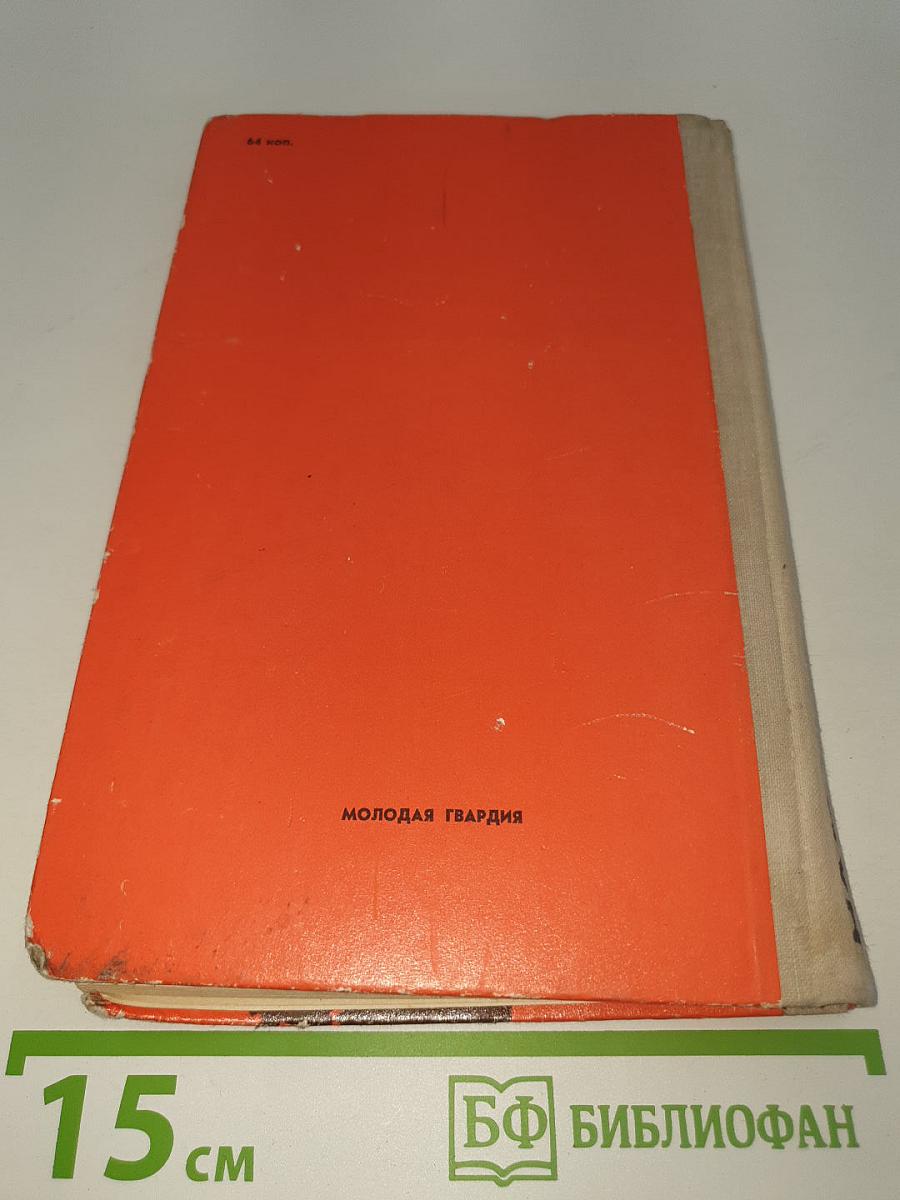 64 коп.
МОЛОДАЯ ГВАРДИЯ
15 см
БФ БИБЛИОФАН